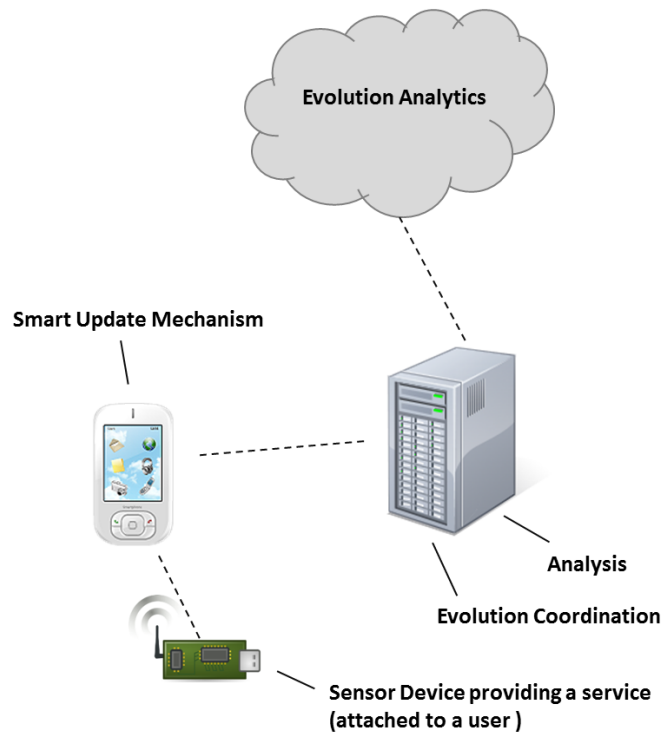 Evolution Analytics
Smart Update Mechanism
Analysis
Evolution Coordination
Sensor Device providing a service
(attached to a user )